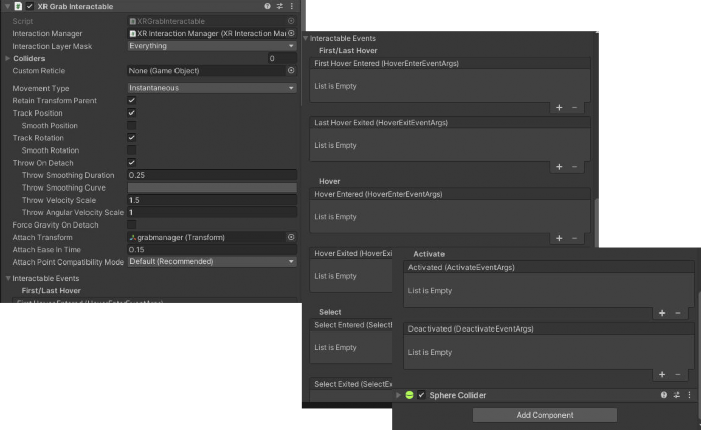 XR Grab Interactable
Script XRGrabInteractable
Interaction Manager XR Interaction Manager (XR Interaction Mar
Interaction Layer Mask Everything
Colliders 0
Custom Reticle None (Game Object)
Movement Type Instantaneous
Retain Transform Parent
Track Position
Smooth Position
Track Rotation
Smooth Rotation
Throw On Detach
Throw Smoothing Duration 0.25
Throw Smoothing Curve
Throw Velocity Scale 1.5
Throw Angular Velocity Scale 1
Force Gravity On Detach
Attach Transform grabmanager (Transform)
Attach Ease In Time 0.15
Attach Point Compatibility Mode Default (Recommended)
Interactable Events
First/Last Hover
First Hover Entered (HoverEnterEventArgs)
Interactable Events
First/Last Hover
First Hover Entered (HoverEnterEventArgs)
List is Empty
+ −
Last Hover Exited (HoverExitEventArgs)
List is Empty
+ −
Hover
Hover Entered (HoverEnterEventArgs)
List is Empty
+ −
Hover Exited (HoverExi
List is Empty
Select
Select Entered (SelectE
List is Empty
Select Exited (SelectEx
Activate
Activated (ActivateEventArgs)
List is Empty
+ −
Deactivated (DeactivateEventArgs)
List is Empty
+ −
Sphere Collider
Add Component